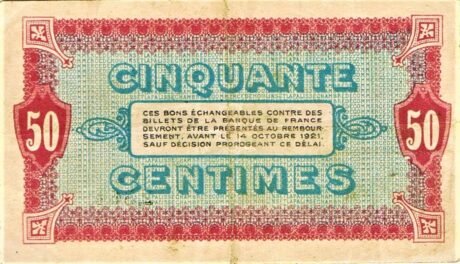 CINQUANTE
CES BONS ÉCHANGEABLES CONTRE DES
BILLETS DE LA BANQUE DE FRANCE
DEVRONT ÊTRE PRÉSENTÉS AU REMBOUR-
SEMENT, AVANT LE 14 OCTOBRE 1921,
SAUF DÉCISION PROROGEANT CE DÉLAI.
50
50
CENTIMES